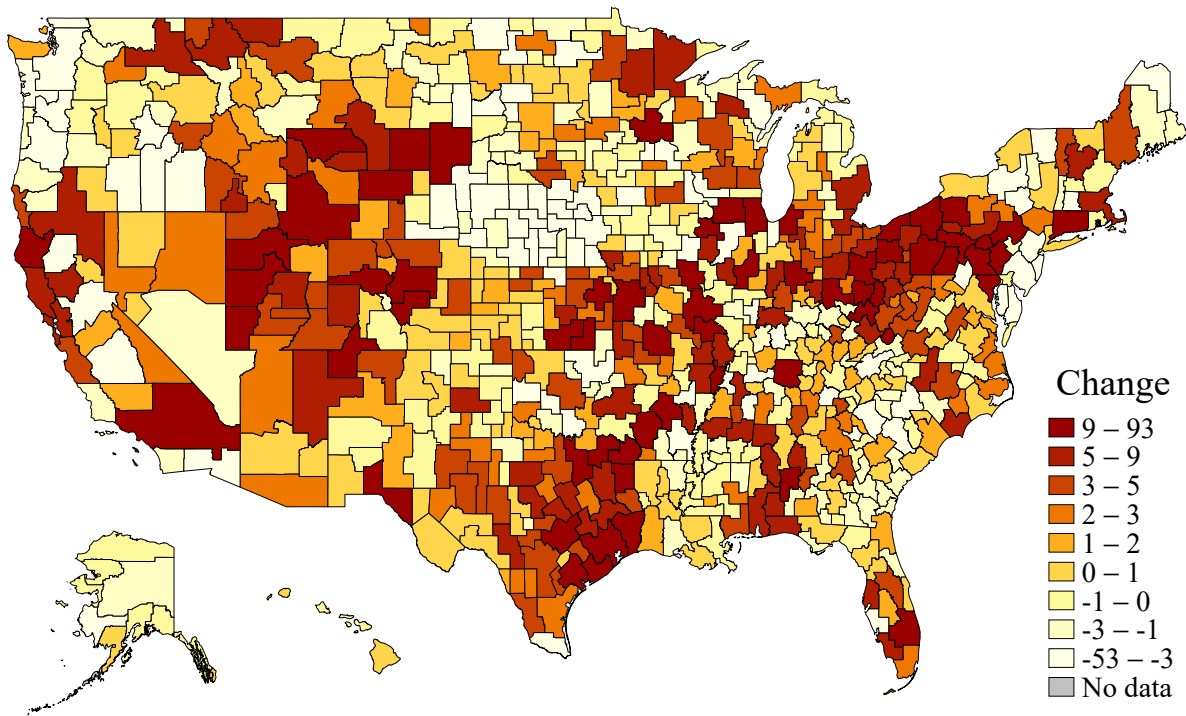 Change
9 – 93
5 – 9
3 – 5
2 – 3
1 – 2
0 – 1
-1 – 0
-3 – -1
-53 – -3
No data